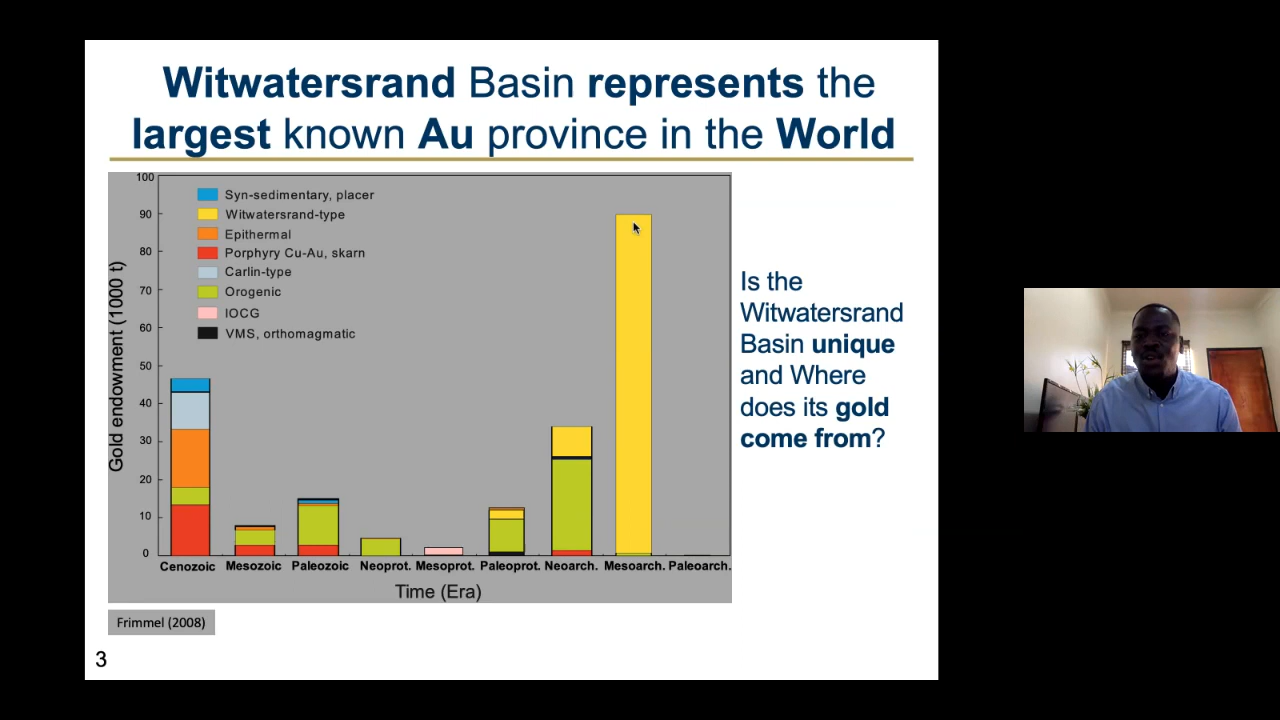 Witwatersrand Basin represents the
largest known Au province in the World
100
90
80
70
60
50
40
30
20
10
0
Gold endowment (1000 t)
Syn-sedimentary, placer
Witwatersrand-type
Epithermal
Porphyry Cu-Au, skarn
Carlin-type
Orogenic
IOCG
VMS, orthomagmatic
Cenozoic Mesozoic Paleozoic Neoprot. Mesoprot. Paleoprot. Neoarch. Mesoarch. Paleoarch.
Time (Era)
Is the
Witwatersrand
Basin unique
and Where
does its gold
come from?
Frimmel (2008)
3